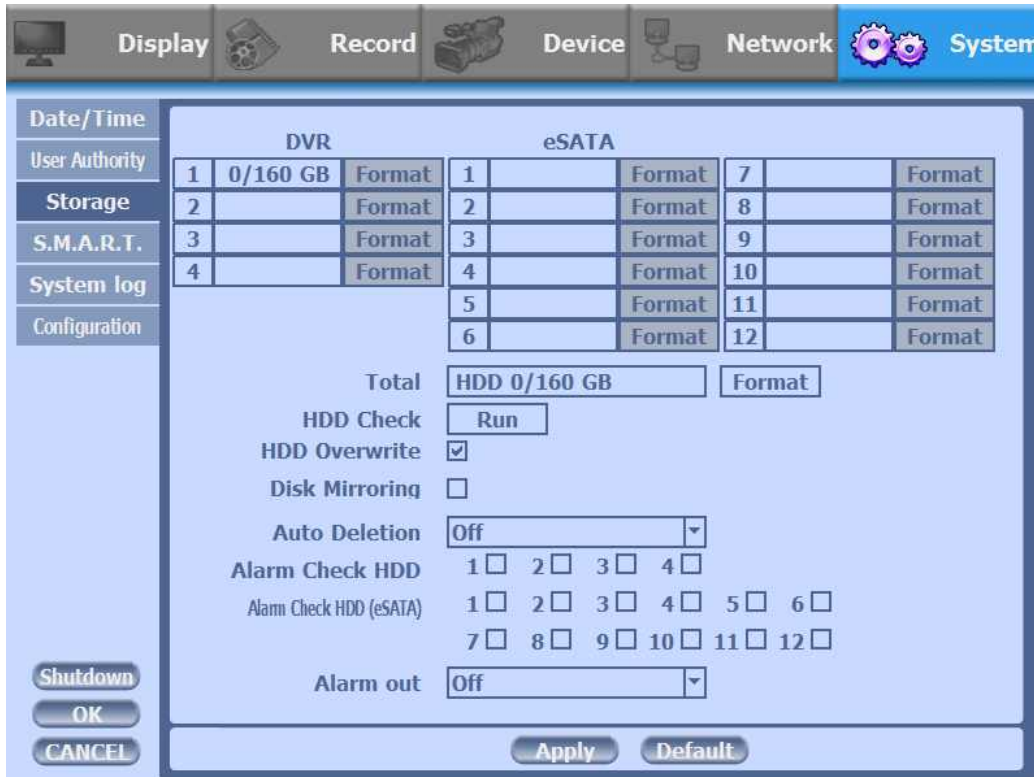 Display Record Device Network System
Date/Time
User Authority
Storage
S.M.A.R.T.
System log
Configuration
Shutdown
OK
CANCEL
DVR eSATA
1 0/160 GB Format 1 Format 7 Format
2 Format 2 Format 8 Format
3 Format 3 Format 9 Format
4 Format 4 Format 10 Format
5 Format 11 Format
6 Format 12 Format
Total HDD 0/160 GB Format
HDD Check Run
HDD Overwrite
Disk Mirroring
Auto Deletion Off
Alarm Check HDD 1 2 3 4
Alarm Check HDD (eSATA) 1 2 3 4 5 6
7 8 9 10 11 12
Alarm out Off
Apply Default